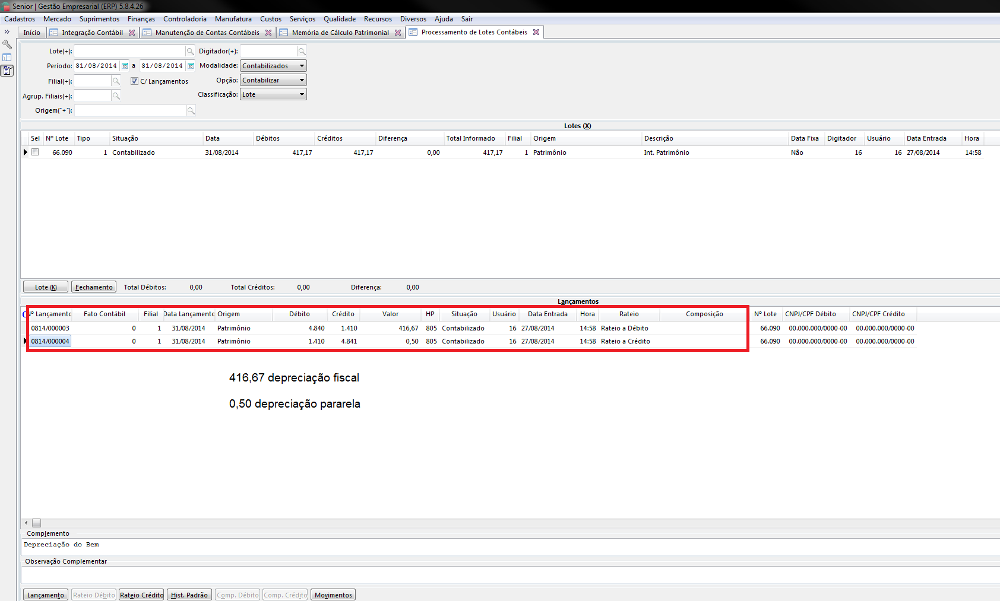 Senior | Gestão Empresarial (ERP) 5.8.4.26
Cadastros Mercado Suprimentos Finanças Controladoria Manufatura Custos Serviços Qualidade Recursos Diversos Ajuda Sair
Início Integração Contábil Manutenção de Contas Contábeis Memória de Cálculo Patrimonial Processamento de Lotes Contábeis
Lote(+): Digitador(+):
Período: 31/08/2014 a 31/08/2014 Modalidade: Contabilizados
Filial(+): C/ Lançamentos Opção: Contabilizar
Agrup. Filiais(+): Classificação: Lote
Origem("+"):
Lotes (X)
Sel Nº Lote Tipo Situação Data Débitos Créditos Diferença Total Informado Filial Origem Descrição Data Fixa Digitador Usuário Data Entrada Hora
66.090 1 Contabilizado 31/08/2014 417,17 417,17 0,00 417,17 1 Patrimônio Int. Patrimônio Não 16 16 27/08/2014 14:58
Lote (K) Fechamento Total Débitos: 0,00 Total Créditos: 0,00 Diferença: 0,00
Lançamentos
Nº Lançamento Fato Contábil Filial Data Lançamento Origem Débito Crédito Valor HP Situação Usuário Data Entrada Hora Rateio Composição Nº Lote CNPJ/CPF Débito CNPJ/CPF Crédito
0814/000003 0 1 31/08/2014 Patrimônio 4.840 1.410 416,67 805 Contabilizado 16 27/08/2014 14:58 Rateio a Débito 66.090 00.000.000/0000-00 00.000.000/0000-00
0814/000004 0 1 31/08/2014 Patrimônio 1.410 4.841 0,50 805 Contabilizado 16 27/08/2014 14:58 Rateio a Crédito 66.090 00.000.000/0000-00 00.000.000/0000-00
416,67 depreciação fiscal
0,50 depreciação pararela
Complemento
Depreciação do Bem
Observação Complementar
Lançamento Rateio Débito Rateio Crédito Hist. Padrão Comp. Débito Comp. Crédito Movimentos